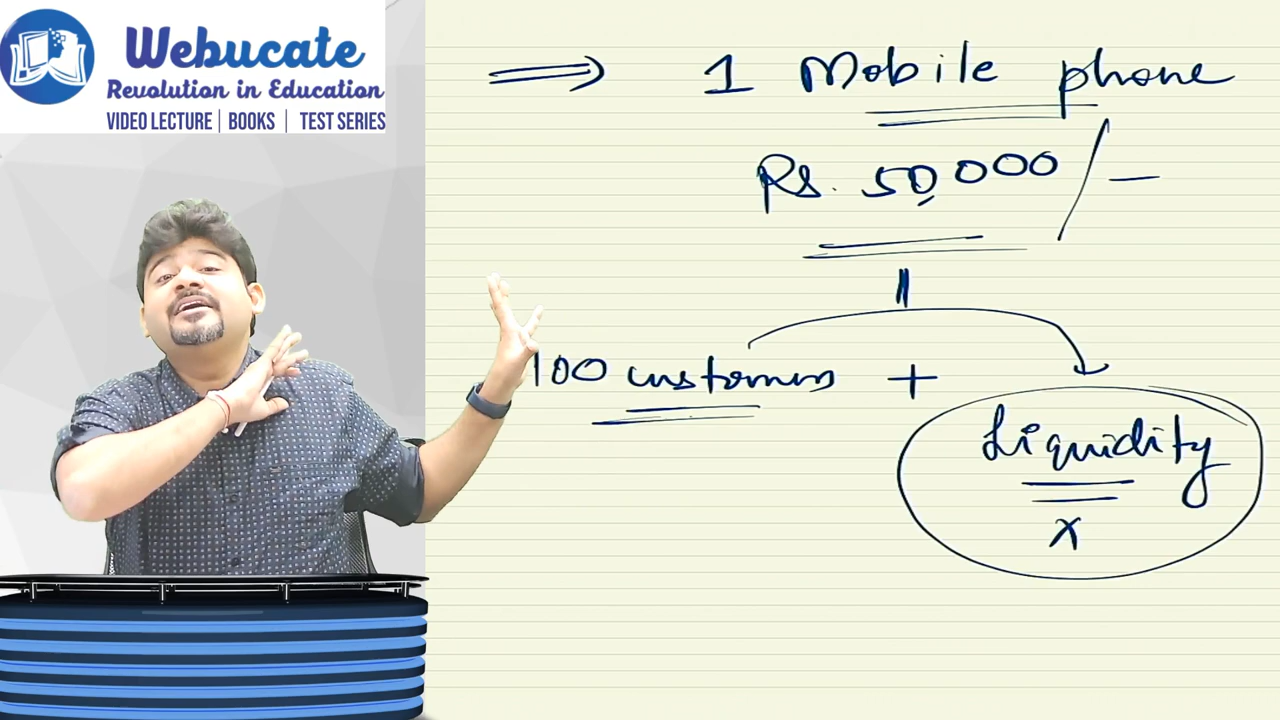 Webucate
Revolution in Education
VIDEO LECTURE | BOOKS | TEST SERIES
⟹ 1 Mobile phone
Rs. 50,000/-
100 customers +
Liquidity
x